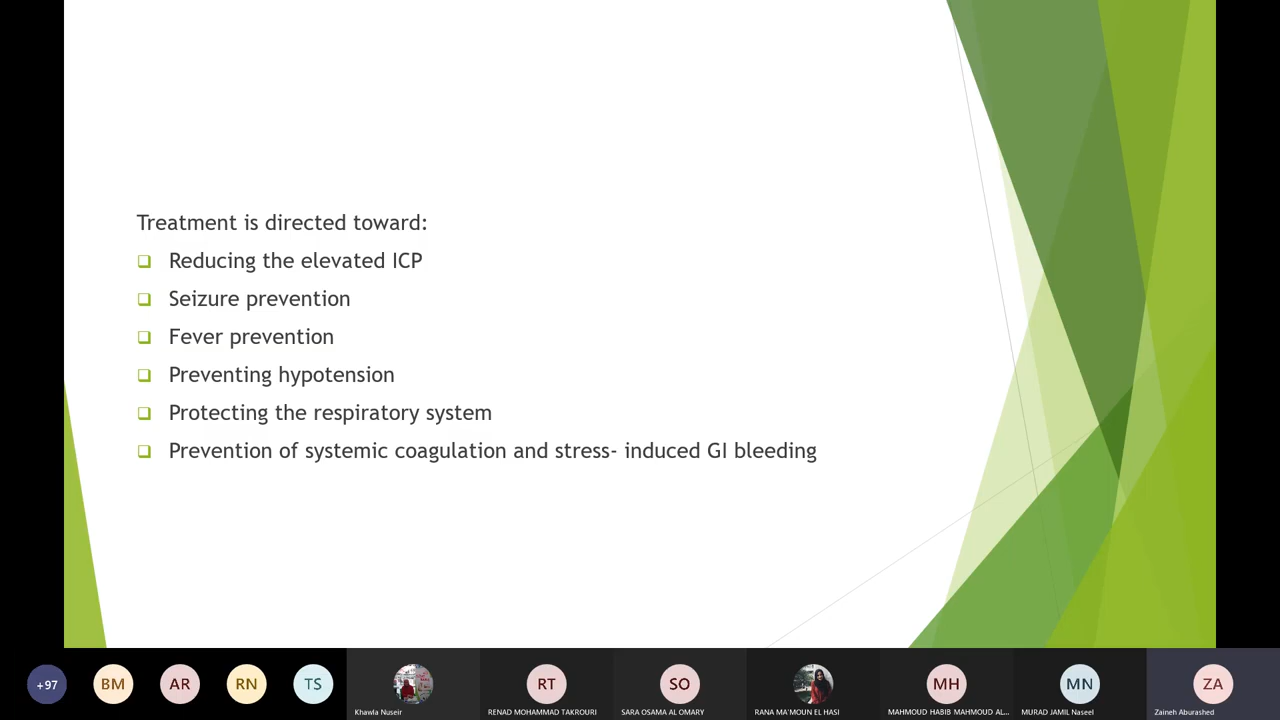 Treatment is directed toward:
Reducing the elevated ICP
Seizure prevention
Fever prevention
Preventing hypotension
Protecting the respiratory system
Prevention of systemic coagulation and stress- induced GI bleeding
+97
BM
AR
RN
TS
RT
SO
MH
MN
ZA
Khawla Nuseir
RENAD MOHAMMAD TAKROURI
SARA OSAMA AL OMARY
RANA MA'MOUN EL HASI
MAHMOUD HABIB MAHMOUD AL...
MURAD JAMIL Naseel
Zaineh Aburashed